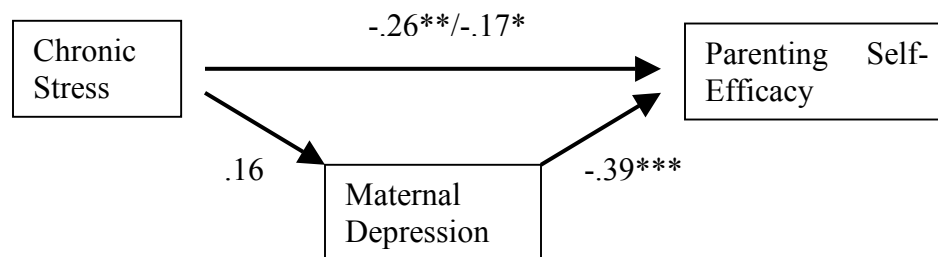 -.26**/-.17*
Chronic
Stress
Parenting Self-
Efficacy
.16
-.39***
Maternal
Depression